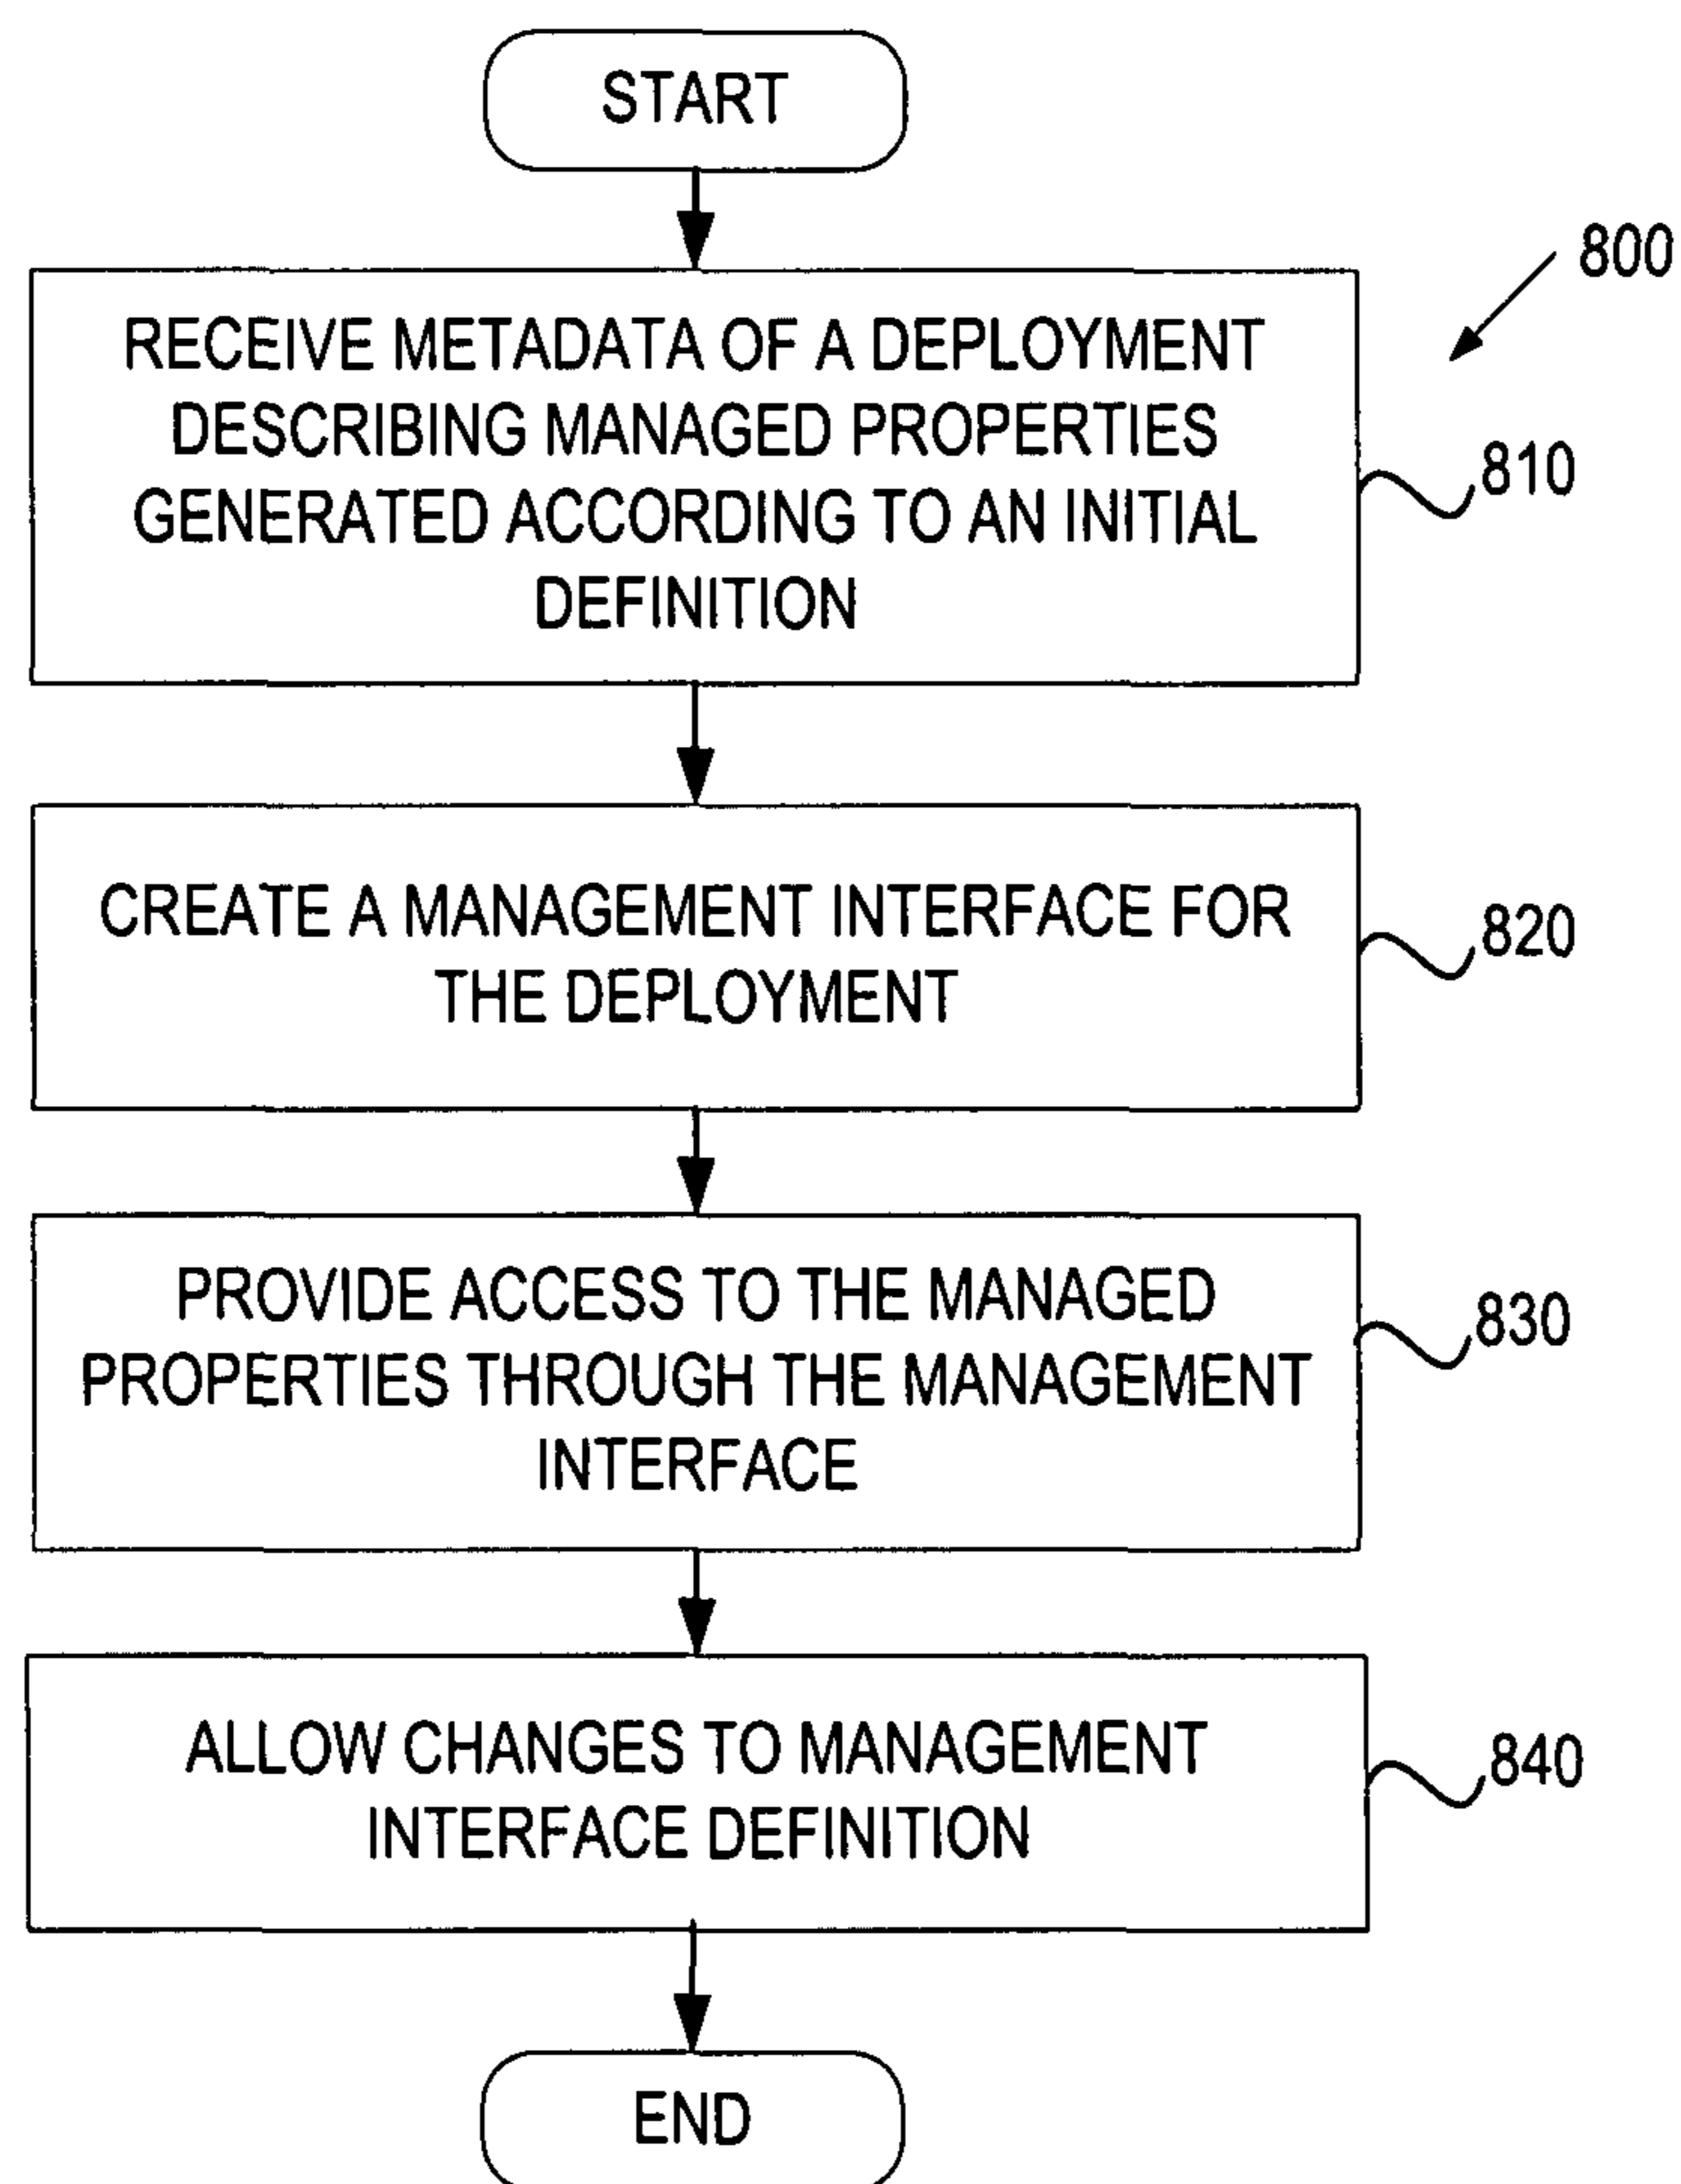 START
800
RECEIVE METADATA OF A DEPLOYMENT
DESCRIBING MANAGED PROPERTIES
GENERATED ACCORDING TO AN INITIAL
DEFINITION
810
CREATE A MANAGEMENT INTERFACE FOR
THE DEPLOYMENT
820
PROVIDE ACCESS TO THE MANAGED
PROPERTIES THROUGH THE MANAGEMENT
INTERFACE
830
ALLOW CHANGES TO MANAGEMENT
INTERFACE DEFINITION
840
END